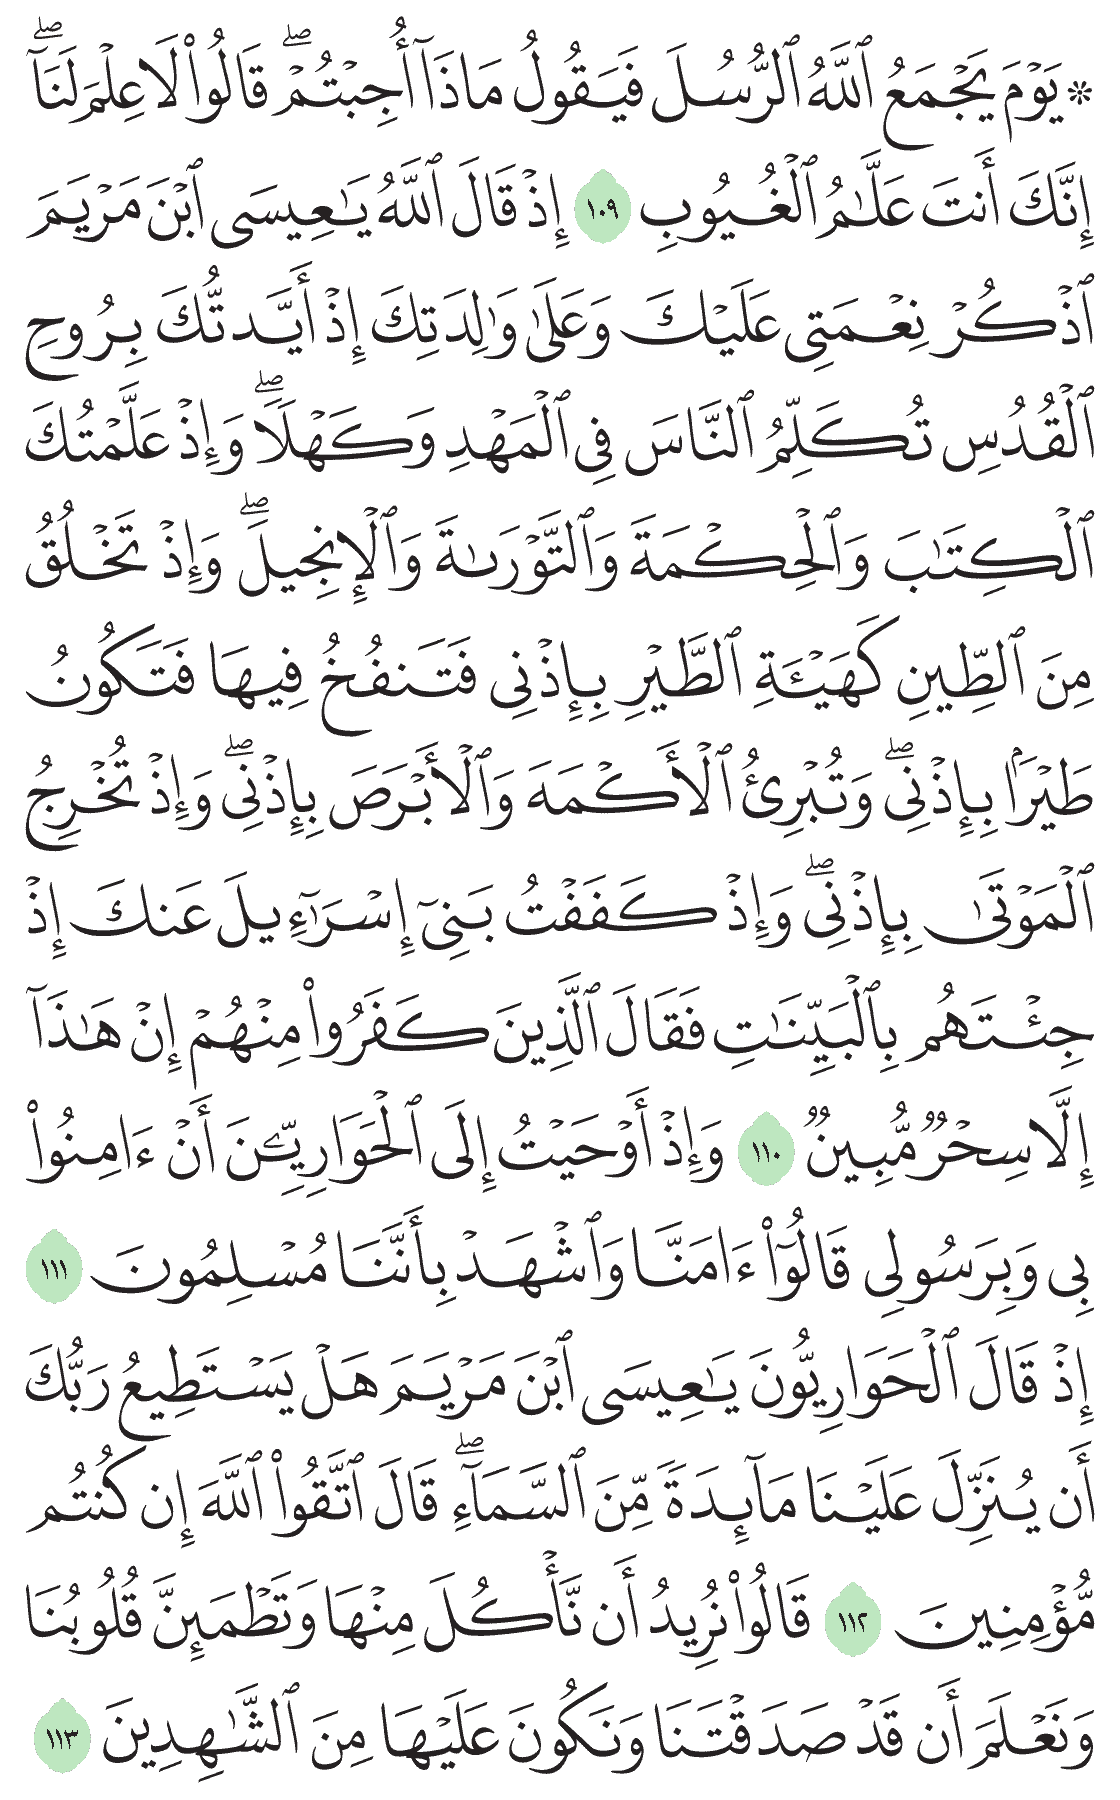 ۞ يَوۡمَ يَجۡمَعُ ٱللَّهُ ٱلرُّسُلَ فَيَقُولُ مَاذَآ أُجِبۡتُمۡۖ قَالُواْ لَا عِلۡمَ لَنَآۖ
إِنَّكَ أَنتَ عَلَّٰمُ ٱلۡغُيُوبِ ١٠٩ إِذۡ قَالَ ٱللَّهُ يَٰعِيسَى ٱبۡنَ مَرۡيَمَ
ٱذۡكُرۡ نِعۡمَتِي عَلَيۡكَ وَعَلَىٰ وَٰلِدَتِكَ إِذۡ أَيَّدتُّكَ بِرُوحِ
ٱلۡقُدُسِ تُكَلِّمُ ٱلنَّاسَ فِي ٱلۡمَهۡدِ وَكَهۡلٗاۖ وَإِذۡ عَلَّمۡتُكَ
ٱلۡكِتَٰبَ وَٱلۡحِكۡمَةَ وَٱلتَّوۡرَىٰةَ وَٱلۡإِنجِيلَۖ وَإِذۡ تَخۡلُقُ
مِنَ ٱلطِّينِ كَهَيۡـَٔةِ ٱلطَّيۡرِ بِإِذۡنِي فَتَنفُخُ فِيهَا فَتَكُونُ
طَيۡرَۢا بِإِذۡنِيۖ وَتُبۡرِئُ ٱلۡأَكۡمَهَ وَٱلۡأَبۡرَصَ بِإِذۡنِيۖ وَإِذۡ تُخۡرِجُ
ٱلۡمَوۡتَىٰ بِإِذۡنِيۖ وَإِذۡ كَفَفۡتُ بَنِيٓ إِسۡرَٰٓءِيلَ عَنكَ إِذۡ
جِئۡتَهُم بِٱلۡبَيِّنَٰتِ فَقَالَ ٱلَّذِينَ كَفَرُواْ مِنۡهُمۡ إِنۡ هَٰذَآ
إِلَّا سِحۡرٞ مُّبِينٞ ١١٠ وَإِذۡ أَوۡحَيۡتُ إِلَى ٱلۡحَوَارِيِّـۧنَ أَنۡ ءَامِنُواْ
بِي وَبِرَسُولِي قَالُوٓاْ ءَامَنَّا وَٱشۡهَدۡ بِأَنَّنَا مُسۡلِمُونَ ١١١
إِذۡ قَالَ ٱلۡحَوَارِيُّونَ يَٰعِيسَى ٱبۡنَ مَرۡيَمَ هَلۡ يَسۡتَطِيعُ رَبُّكَ
أَن يُنَزِّلَ عَلَيۡنَا مَآئِدَةٗ مِّنَ ٱلسَّمَآءِۖ قَالَ ٱتَّقُواْ ٱللَّهَ إِن كُنتُم
مُّؤۡمِنِينَ ١١٢ قَالُواْ نُرِيدُ أَن نَّأۡكُلَ مِنۡهَا وَتَطۡمَئِنَّ قُلُوبُنَا
وَنَعۡلَمَ أَن قَدۡ صَدَقۡتَنَا وَنَكُونَ عَلَيۡهَا مِنَ ٱلشَّٰهِدِينَ ١١٣